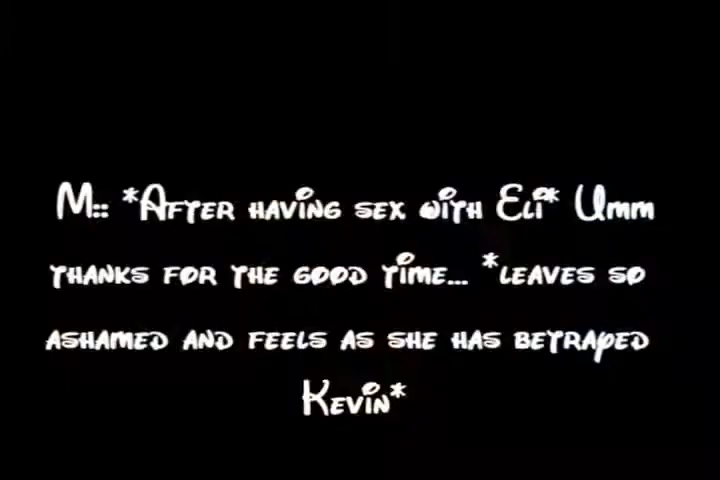 M:: *After having sex with Eli* Umm
thanks for the good time... *leaves so
ashamed and feels as she has betrayed
Kevin*